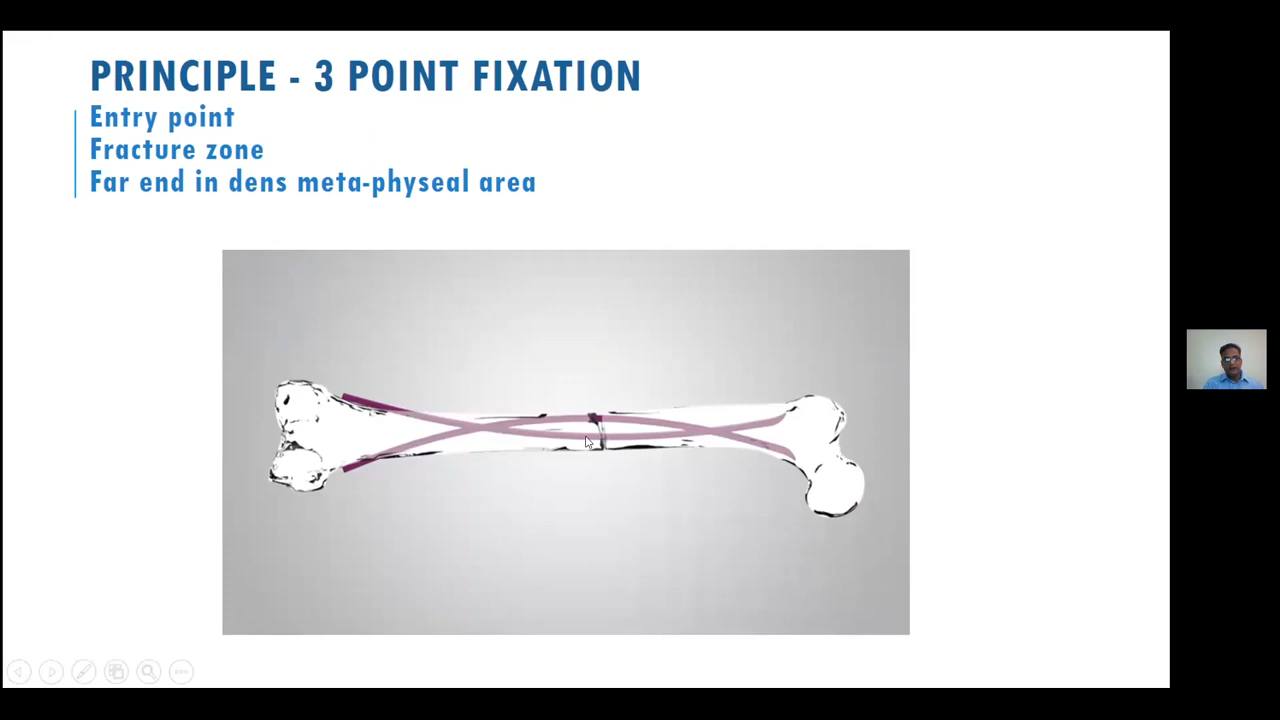 PRINCIPLE - 3 POINT FIXATION
Entry point
Fracture zone
Far end in dens meta-physeal area